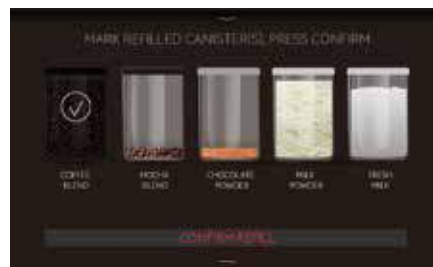 MARK REFILLED CANISTER(S), PRESS CONFIRM
COFFEE
BLEND
MOCHA
BLEND
CHOCOLATE
POWDER
MILK
POWDER
FRESH
MILK
CONFIRM REFILL